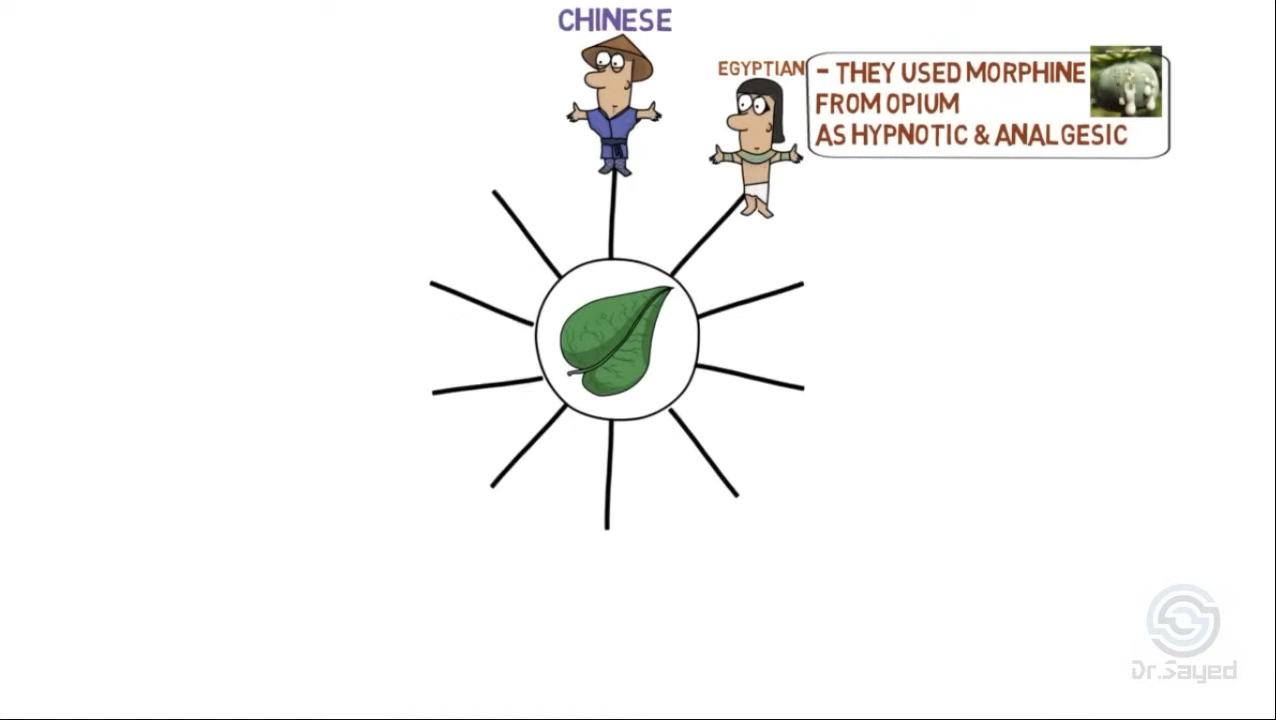 CHINESE
EGYPTIAN
- THEY USED MORPHINE
FROM OPIUM
AS HYPNOTIC & ANALGESIC
Dr.Sayed